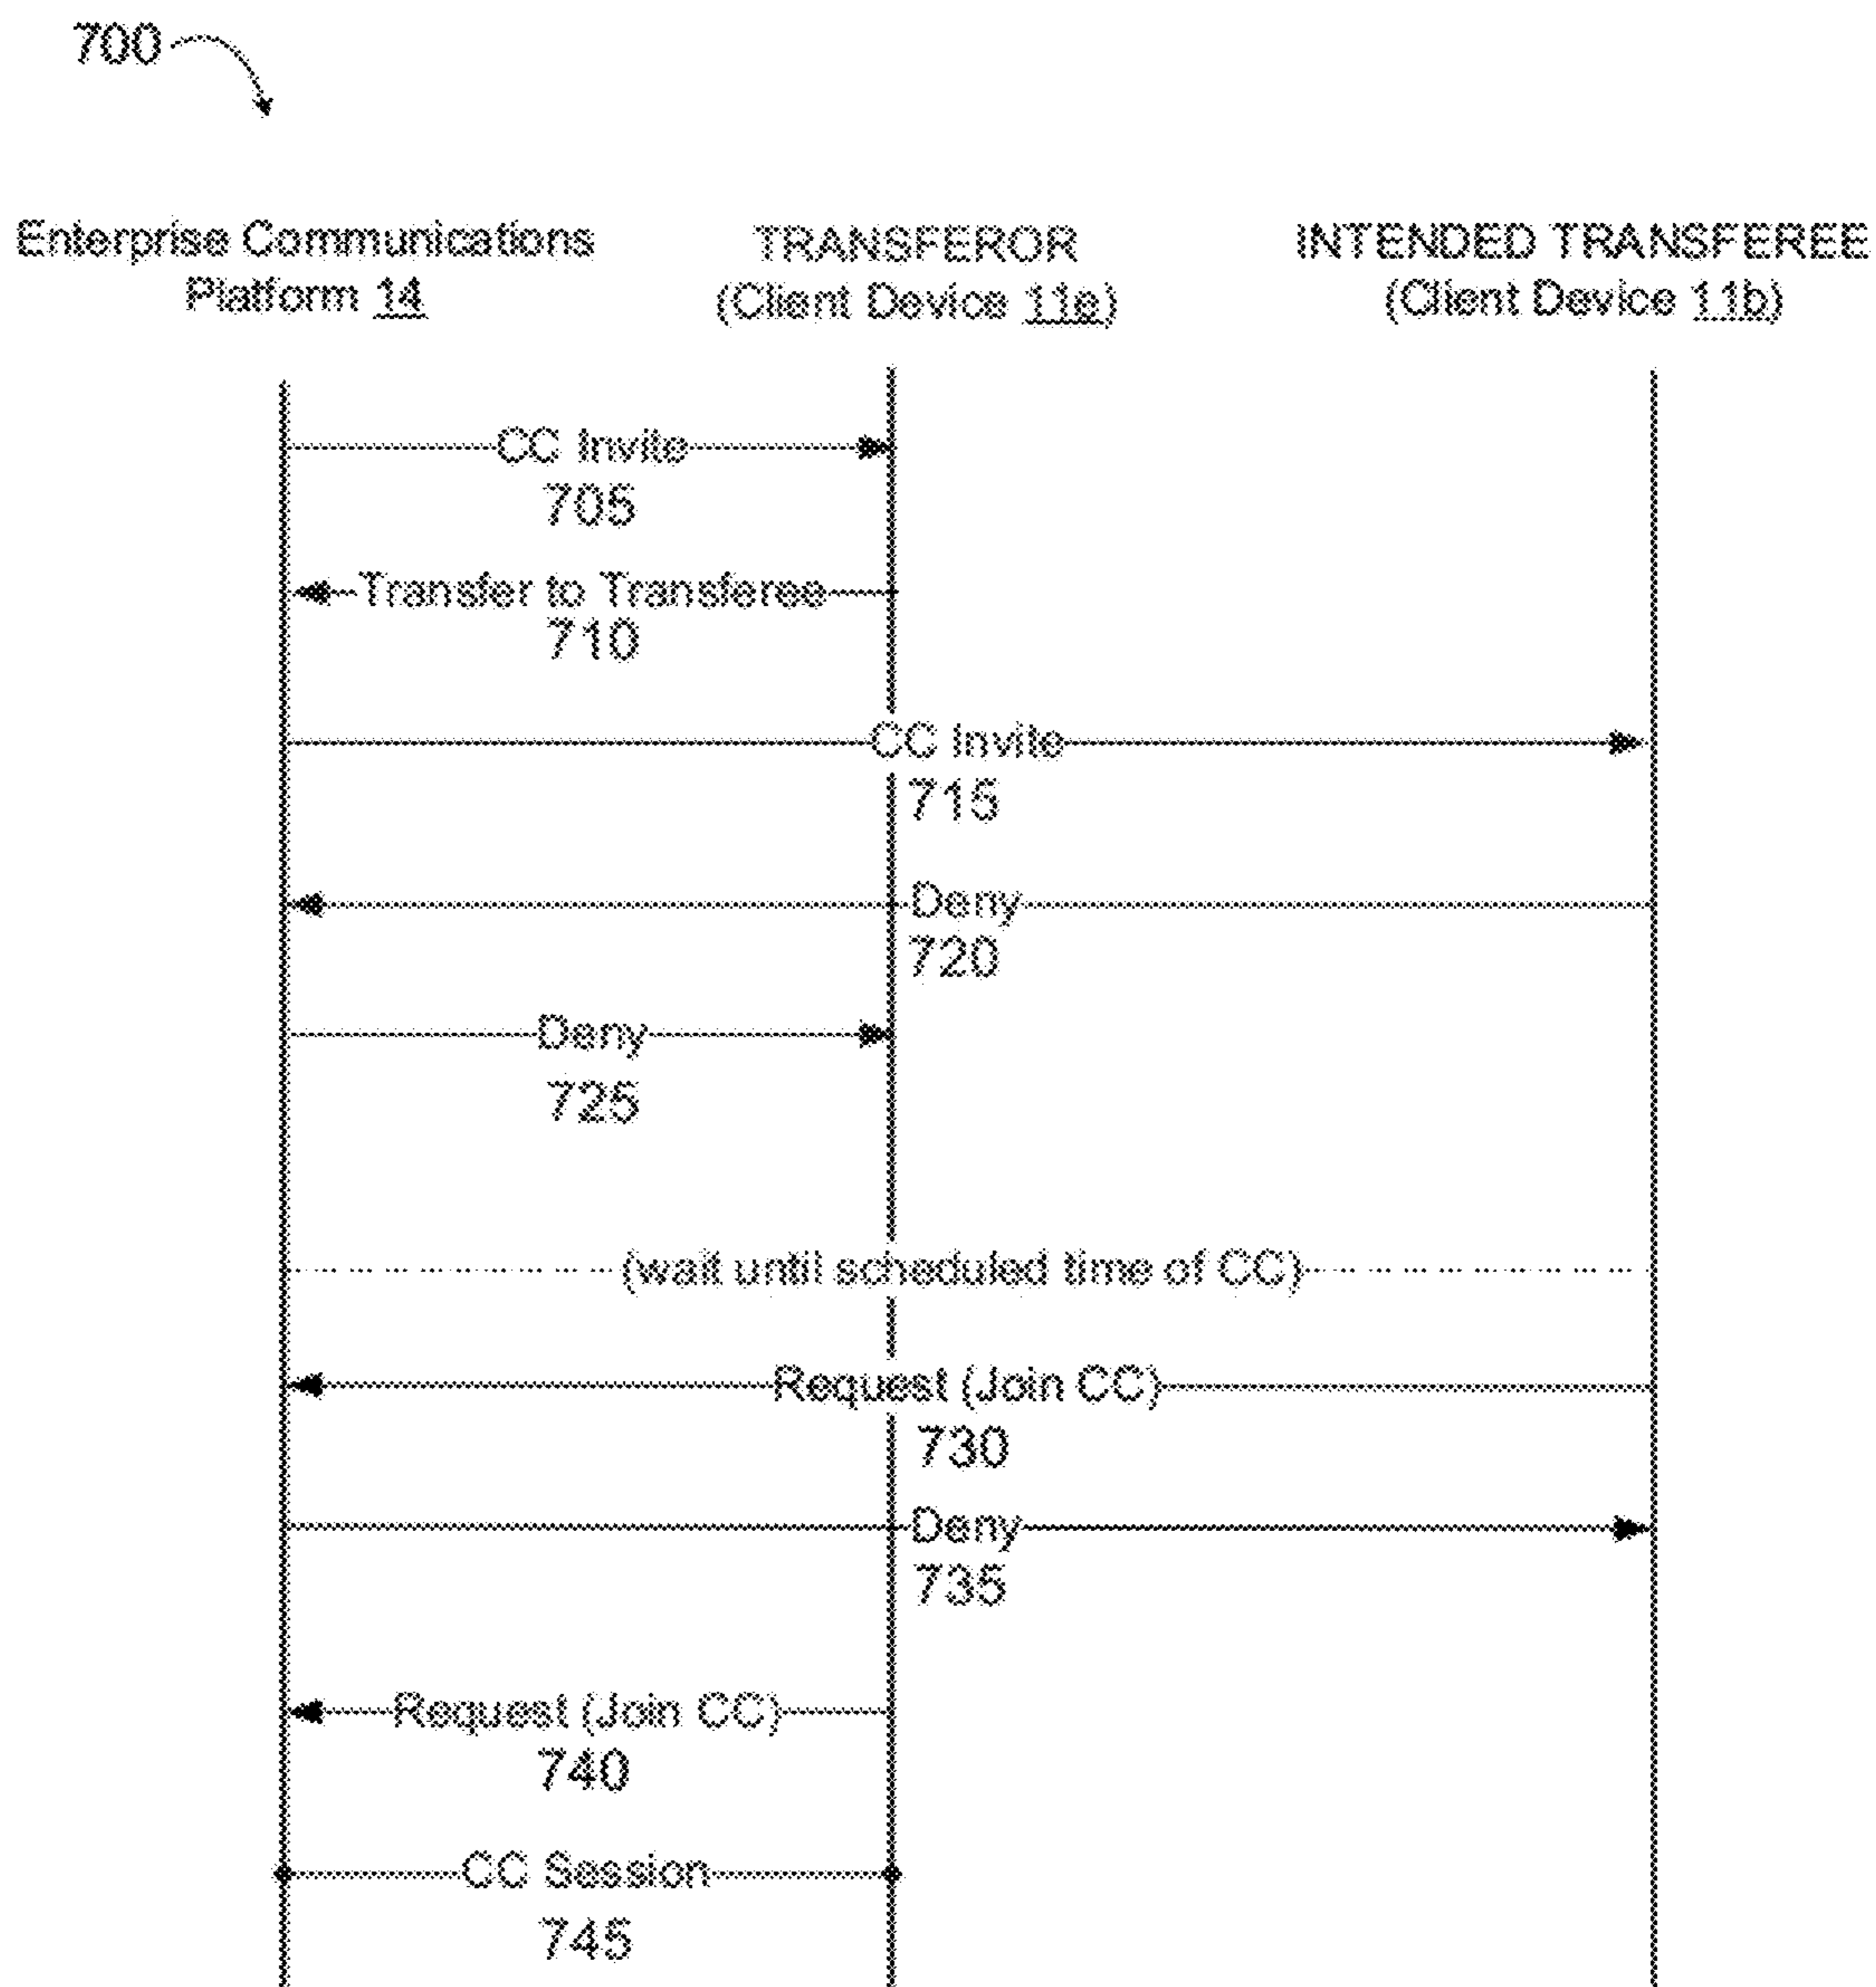 700
Enterprise Communications
Platform 14
TRANSFEROR
(Client Device 11a)
INTENDED TRANSFEREE
(Client Device 11b)
CC Invite
705
Transfer to Transferee
710
CC Invite
715
Deny
720
Deny
725
(wait until scheduled time of CC)
Request (Join CC)
730
Deny
735
Request (Join CC)
740
CC Session
745